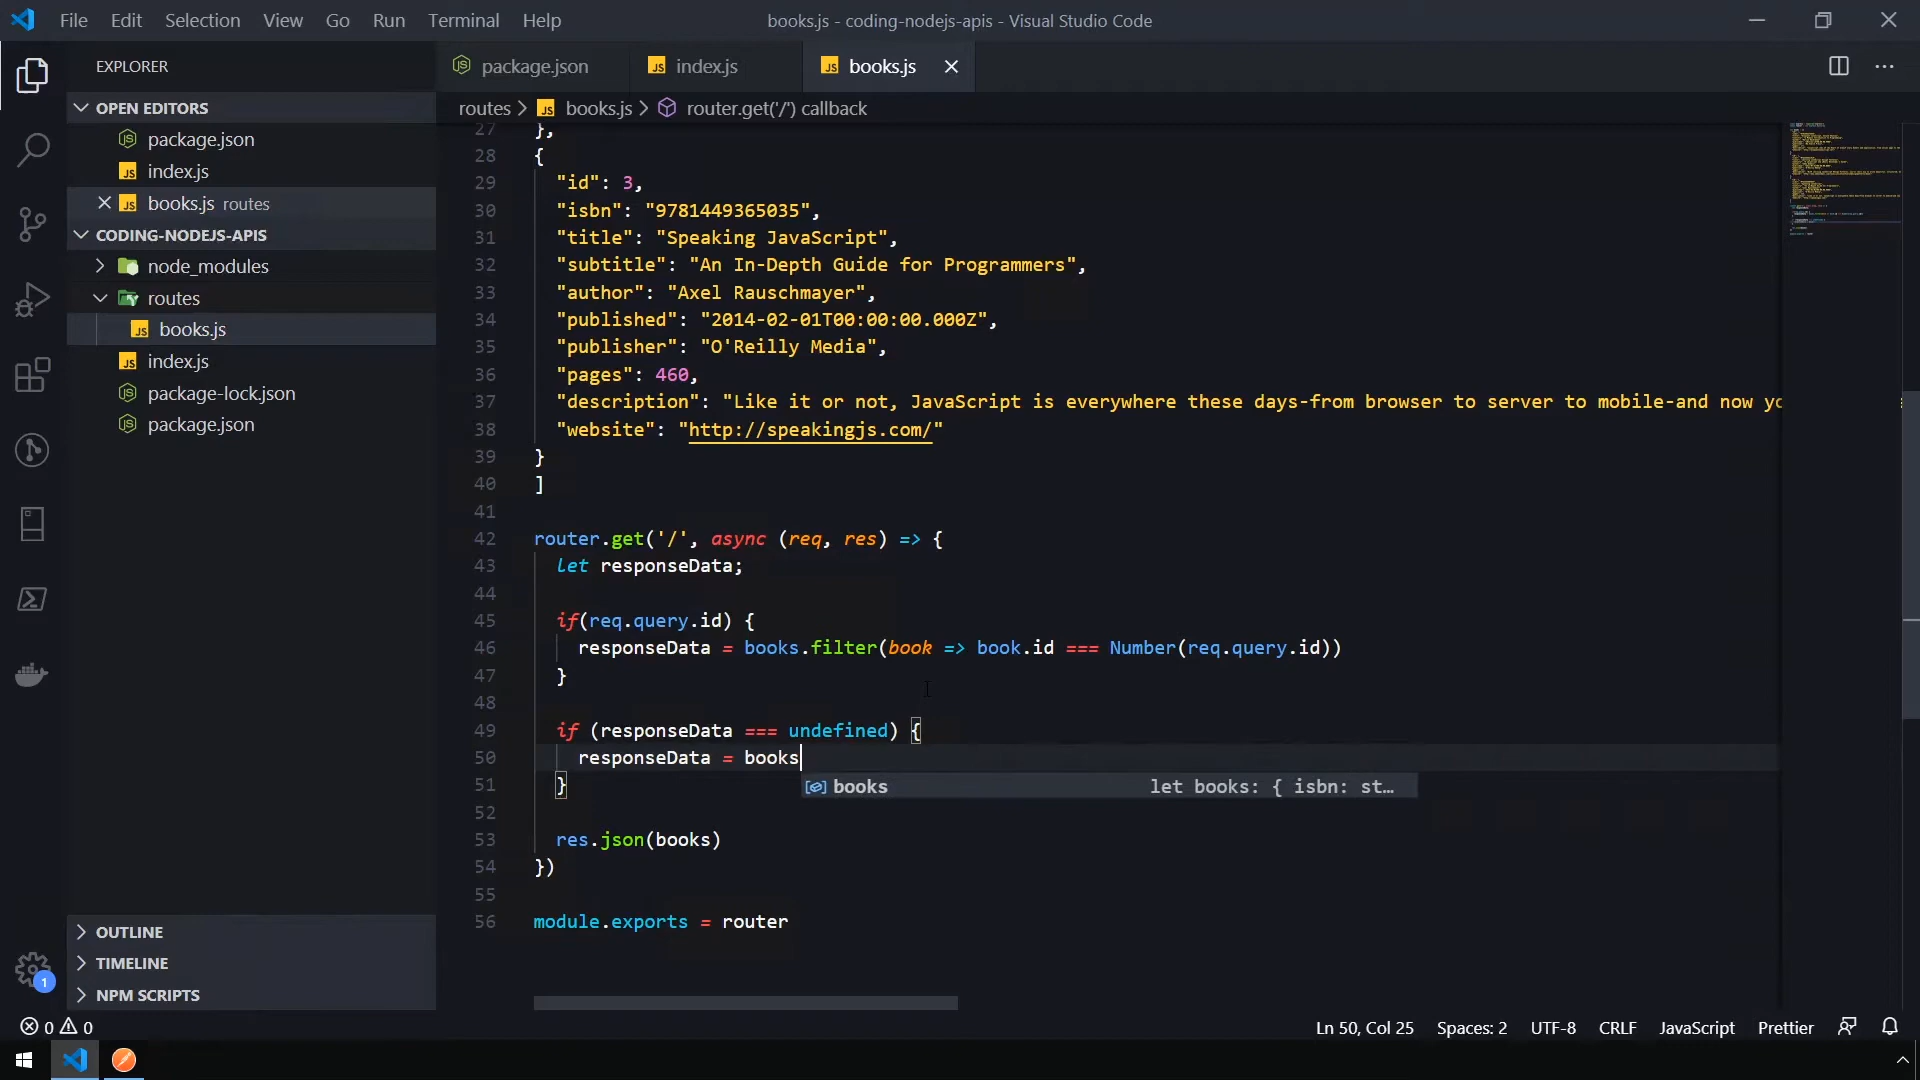 File Edit Selection View Go Run Terminal Help
books.js - coding-nodejs-apis - Visual Studio Code
EXPLORER
OPEN EDITORS
package.json
index.js
books.js routes
CODING-NODEJS-APIS
node_modules
routes
books.js
index.js
package-lock.json
package.json
OUTLINE
TIMELINE
NPM SCRIPTS
1
package.json index.js books.js
routes > books.js > router.get('/') callback
27 },
28 {
29 "id": 3,
30 "isbn": "9781449365035",
31 "title": "Speaking JavaScript",
32 "subtitle": "An In-Depth Guide for Programmers",
33 "author": "Axel Rauschmayer",
34 "published": "2014-02-01T00:00:00.000Z",
35 "publisher": "O'Reilly Media",
36 "pages": 460,
37 "description": "Like it or not, JavaScript is everywhere these days-from browser to server to mobile-and now yo
38 "website": "http://speakingjs.com/"
39 }
40 ]
41
42 router.get('/', async (req, res) => {
43 let responseData;
44
45 if(req.query.id) {
46 responseData = books.filter(book => book.id === Number(req.query.id))
47 }
48
49 if (responseData === undefined) {
50 responseData = books
books let books: { isbn: st...
51 }
52
53 res.json(books)
54 })
55
56 module.exports = router
0 0
Ln 50, Col 25 Spaces: 2 UTF-8 CRLF JavaScript Prettier